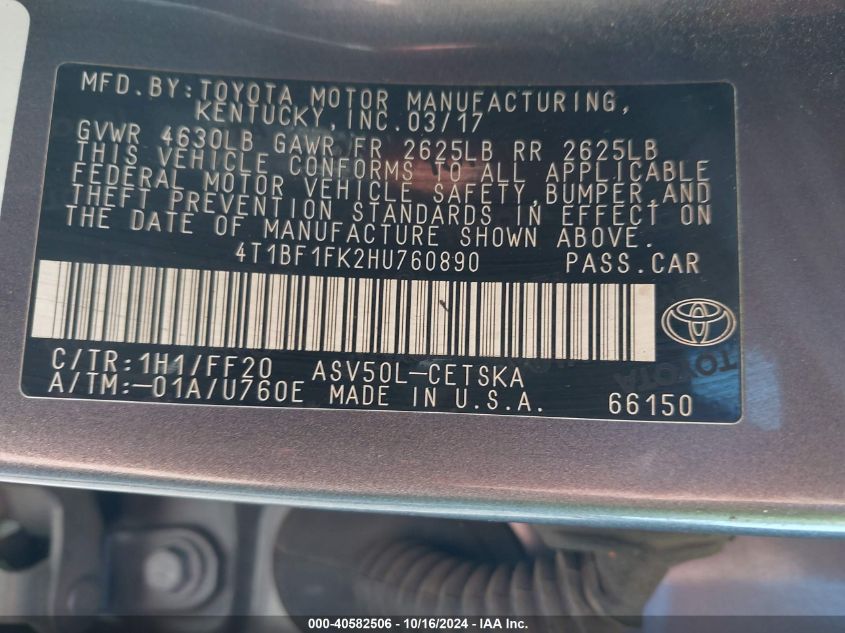 MFD.BY:TOYOTA MOTOR MANUFACTURING,
KENTUCKY,INC.03/17
GVWR 4630LB GAWR FR 2625LB RR 2625LB
THIS VEHICLE CONFORMS TO ALL APPLICABLE
FEDERAL MOTOR VEHICLE SAFETY,BUMPER,AND
THEFT PREVENTION STANDARDS IN EFFECT ON
THE DATE OF MANUFACTURE SHOWN ABOVE.
4T1BF1FK2HU760890 PASS.CAR
TOYOTA
C/TR:1H1/FF20 ASV50L-CETSKA
A/TM:-01A/U760E MADE IN U.S.A. 66150
000-40582506 - 10/16/2024 - IAA Inc.